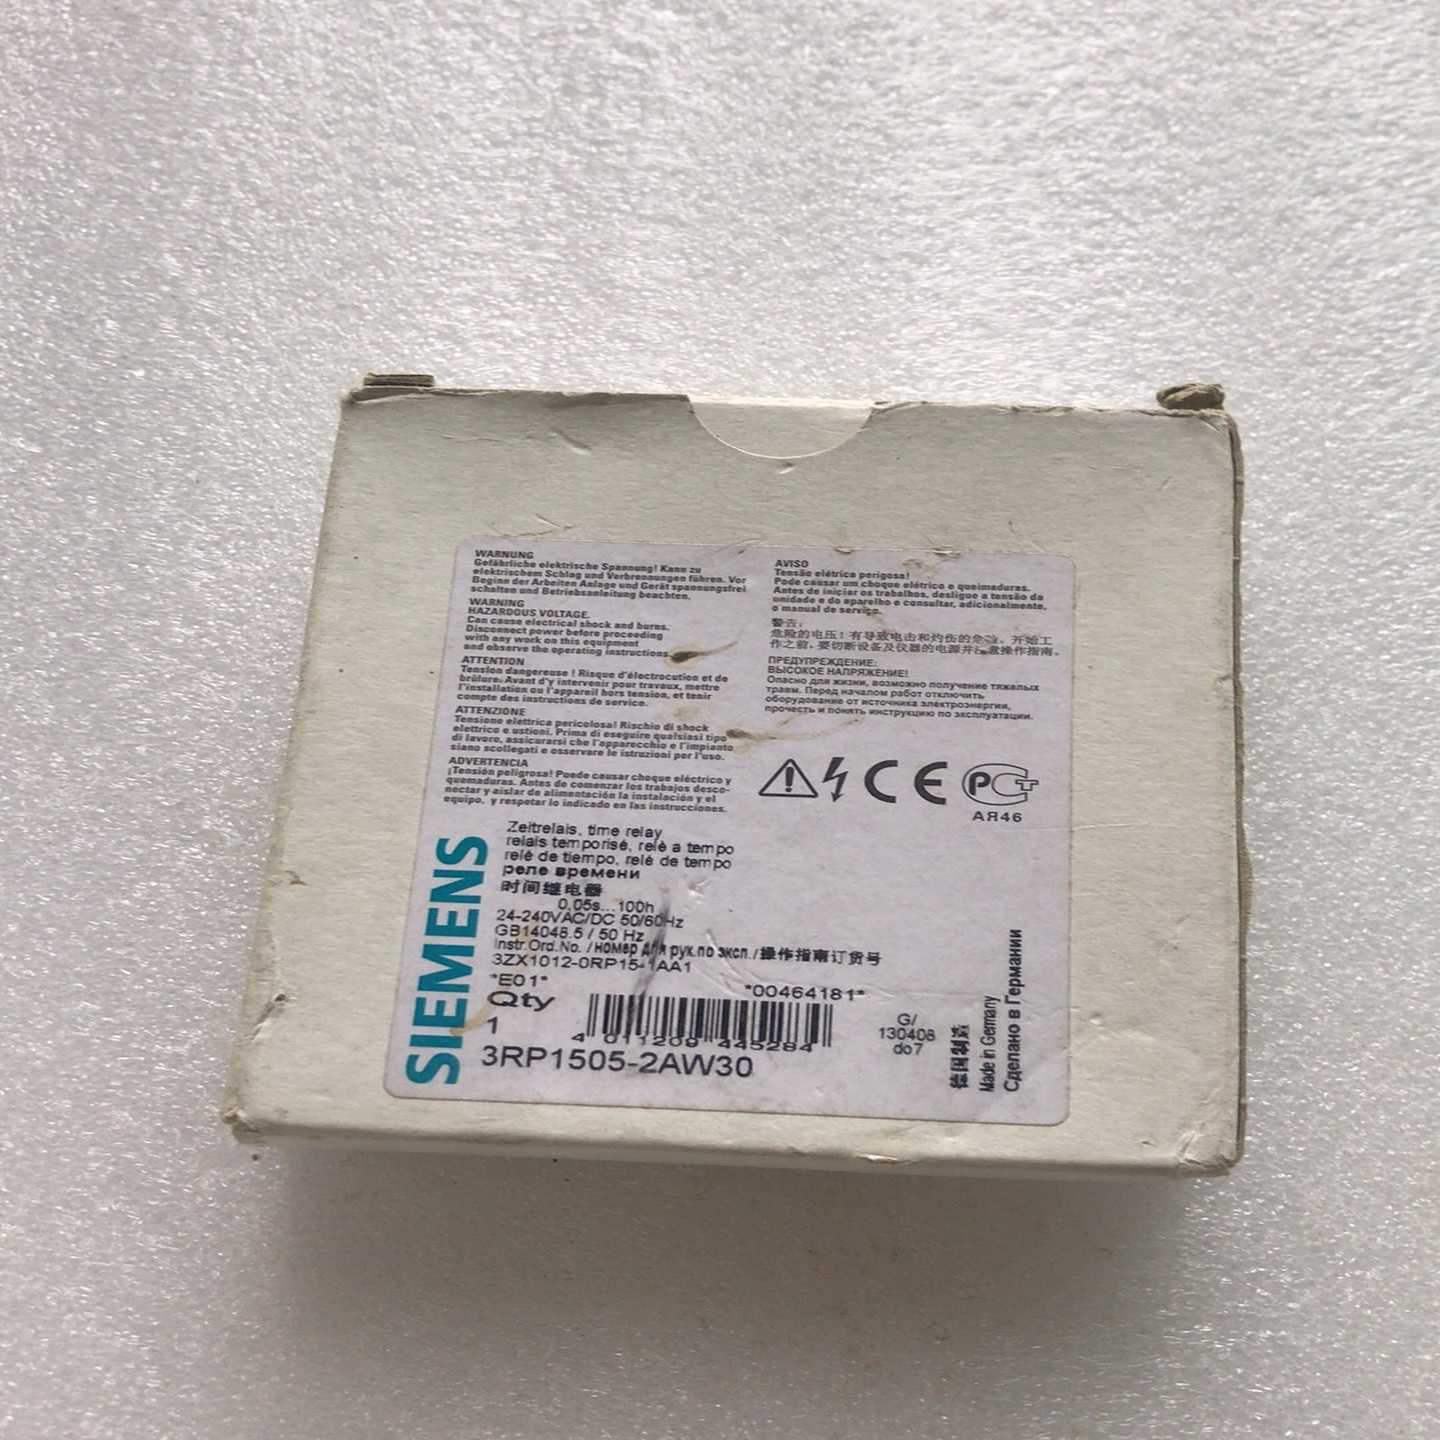 WARNUNG
Gefährliche elektrische Spannung! Kann zu
elektrischem Schlag und Verbrennungen führen. Vor
Beginn der Arbeiten Anlage und Gerät spannungsfrei
schalten und Betriebsanleitung beachten.
WARNING
HAZARDOUS VOLTAGE.
Can cause electrical shock and burns.
Disconnect power before proceeding
with any work on this equipment
and observe the operating instructions
ATTENTION
Tension dangereuse ! Risque d'électrocution et de
brûlure. Avant d'y intervenir pour travaux, mettre
l'installation ou l'appareil hors tension, et tenir
compte des instructions de service.
ATTENZIONE
Tensione elettrica pericolosa! Rischio di shock
elettrico e ustioni. Prima di eseguire qualsiasi tipo
di lavoro, assicurarsi che l'apparecchio e l'impianto
siano scollegati e osservare le istruzioni per l'uso.
ADVERTENCIA
¡Tensión peligrosa! Puede causar choque eléctrico y
quemaduras. Antes de comenzar los trabajos desco-
nectar y aislar de alimentación la instalación y el
equipo. y respetar lo indicado en las instrucciones.
AVISO
Tensão elétrica perigosa!
Pode causar um choque elétrico e queimaduras.
Antes de iniciar os trabalhos, desligue a tensão da
unidade e do aparelho e consultar, adicionalmente,
o manual de serviço.
警告:
危险的电压! 有导致电击和灼伤的危险。开始工
作之前, 要切断设备及仪器的电源并 操作指南。
ПРЕДУПРЕЖДЕНИЕ:
ВЫСОКОЕ НАПРЯЖЕНИЕ!
Опасно для жизни, возможно получение тяжелых
травм. Перед началом работ отключить
оборудование от источника электроэнергии,
прочесть и понять инструкцию по эксплуатации.
CE
РСТ
АЯ46
SIEMENS
Zeitrelais, time relay
relais temporisé, relè a tempo
relé de tiempo, relé de tempo
реле времени
时间继电器
0,05s...100h
24-240VAC/DC 50/60Hz
GB14048.5 / 50 Hz
Instr.Ord.No. /номер для рук.по эксп./操作指南订货号
3ZX1012-0RP15-1AA1
*E01*
*00464181*
Qty
1
4 011209 445284
3RP1505-2AW30
G/
130408
do7
德国制造
Made in Germany
Сделано в Германии